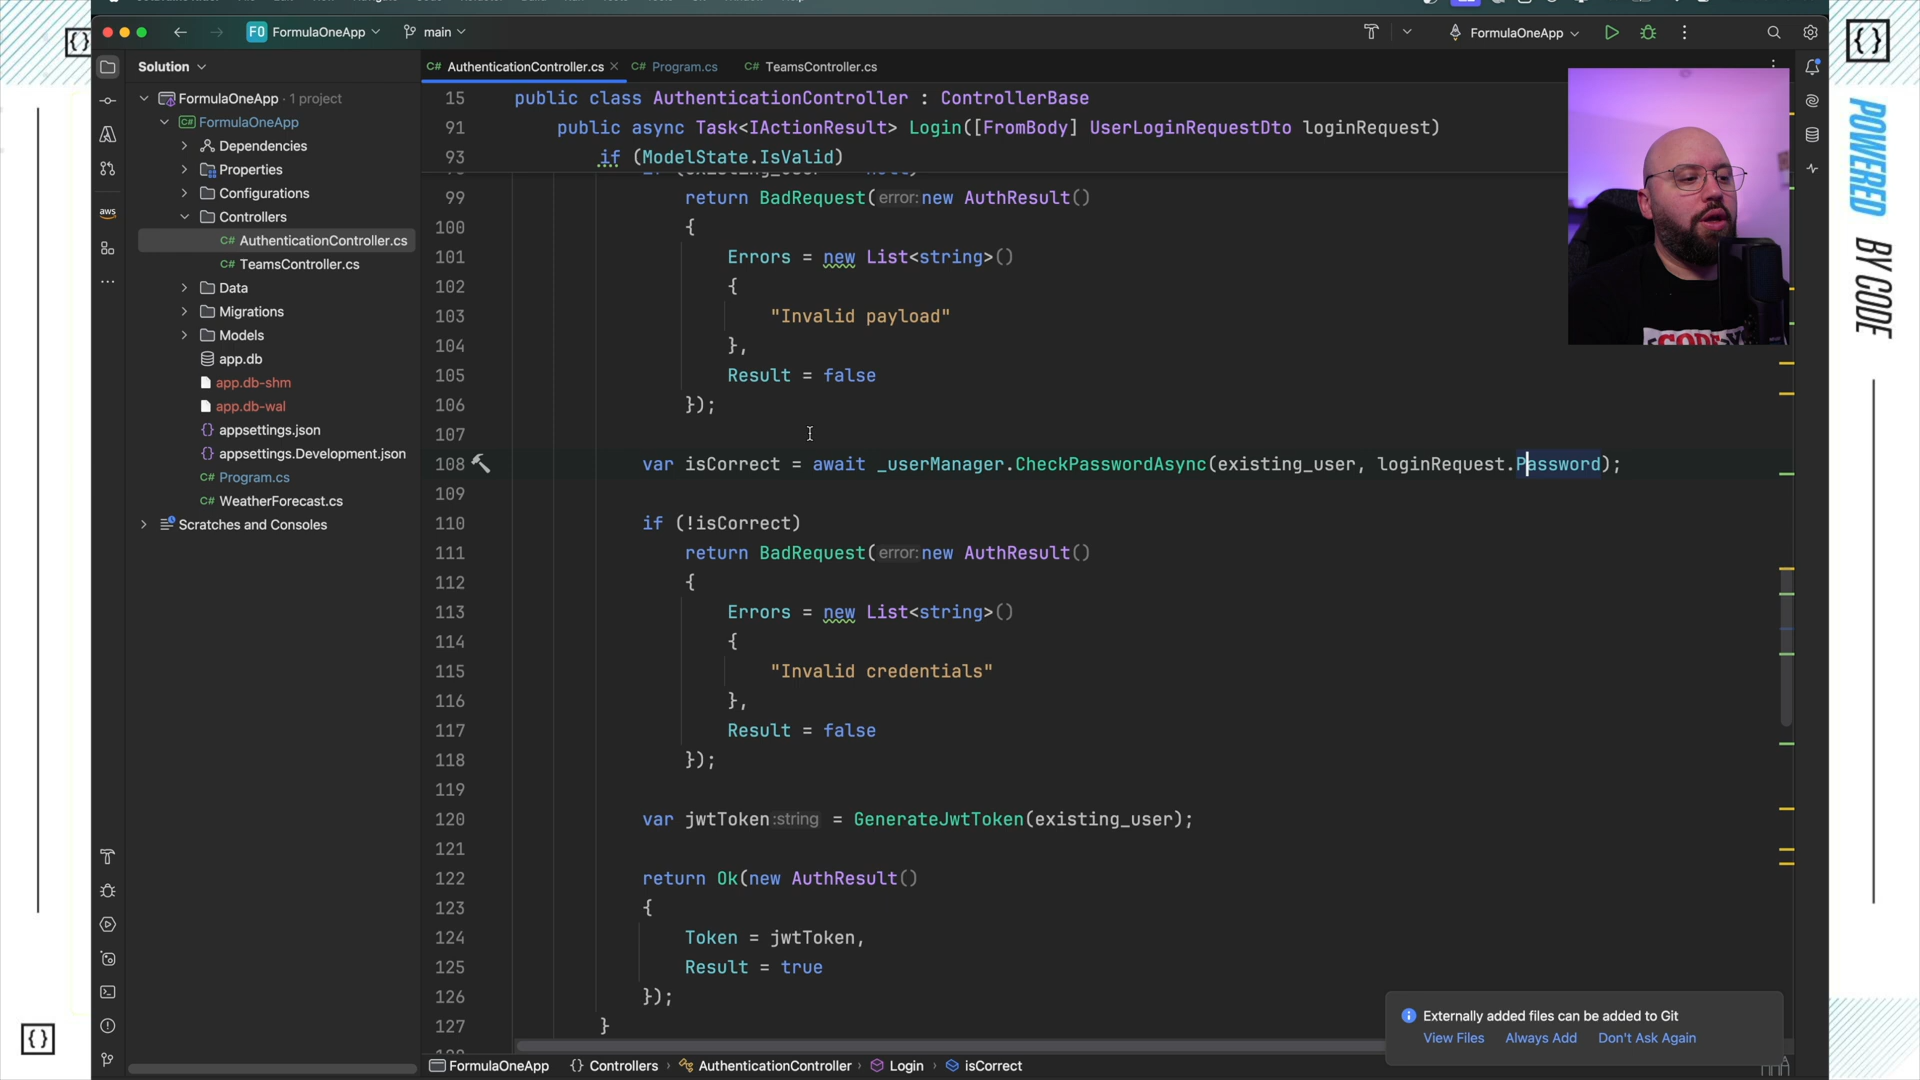 FO FormulaOneApp
main
FormulaOneApp
Solution
AuthenticationController.cs
Program.cs
TeamsController.cs
FormulaOneApp · 1 project
FormulaOneApp
Dependencies
Properties
Configurations
Controllers
C# AuthenticationController.cs
C# TeamsController.cs
Data
Migrations
Models
app.db
app.db-shm
app.db-wal
appsettings.json
appsettings.Development.json
C# Program.cs
C# WeatherForecast.cs
Scratches and Consoles
aws
15 public class AuthenticationController : ControllerBase
91 public async Task<IActionResult> Login([FromBody] UserLoginRequestDto loginRequest)
93 if (ModelState.IsValid)
99 return BadRequest(error: new AuthResult()
100 {
101 Errors = new List<string>()
102 {
103 "Invalid payload"
104 },
105 Result = false
106 });
107
108 var isCorrect = await _userManager.CheckPasswordAsync(existing_user, loginRequest.Password);
109
110 if (!isCorrect)
111 return BadRequest(error: new AuthResult()
112 {
113 Errors = new List<string>()
114 {
115 "Invalid credentials"
116 },
117 Result = false
118 });
119
120 var jwtToken :string = GenerateJwtToken(existing_user);
121
122 return Ok(new AuthResult()
123 {
124 Token = jwtToken,
125 Result = true
126 });
127 }
Externally added files can be added to Git
View Files Always Add Don't Ask Again
FormulaOneApp {} Controllers › AuthenticationController › Login › isCorrect
POWERED BY CODE
{}
{}
{}